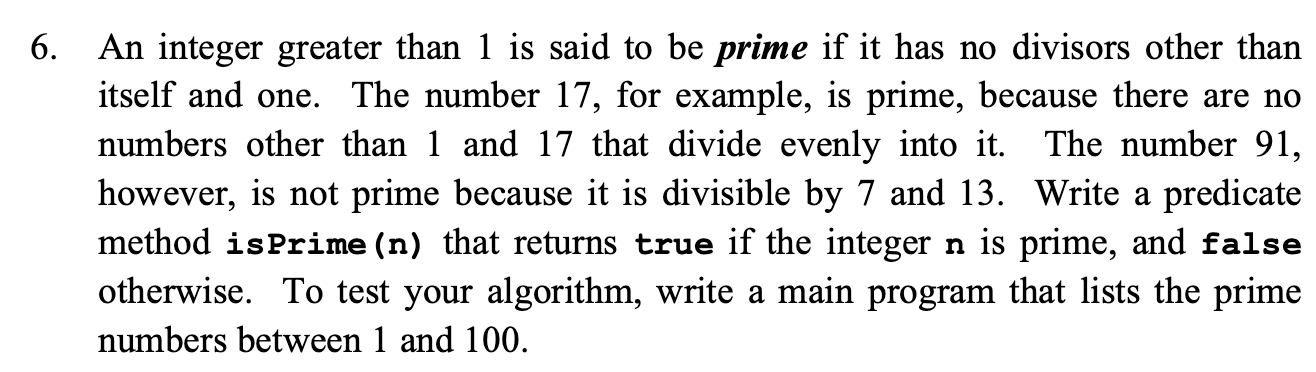 6. An integer greater than 1 is said to be prime if it has no divisors other than
itself and one. The number 17, for example, is prime, because there are no
numbers other than 1 and 17 that divide evenly into it. The number 91,
however, is not prime because it is divisible by 7 and 13. Write a predicate
method isPrime(n) that returns true if the integer n is prime, and false
otherwise. To test your algorithm, write a main program that lists the prime
numbers between 1 and 100.